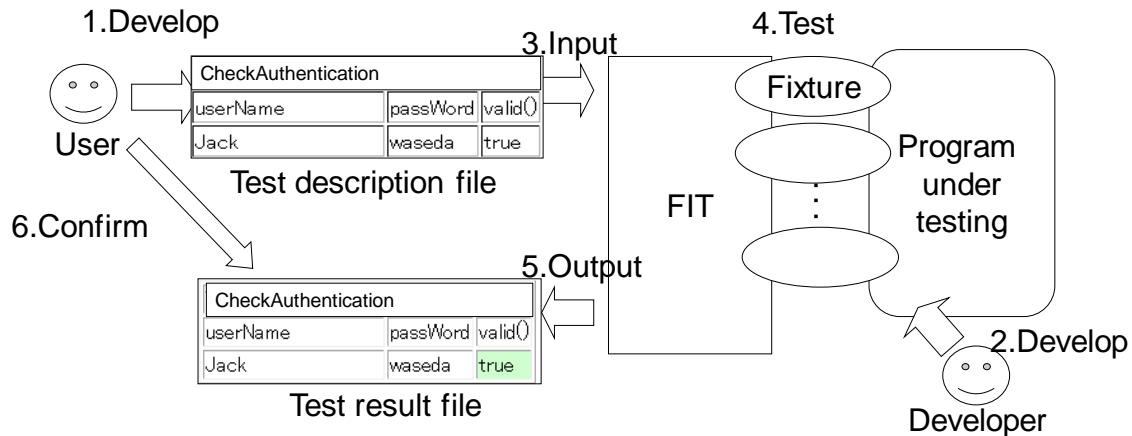 1.Develop
User
CheckAuthentication
userName passWord valid()
Jack waseda true
Test description file
3.Input
4.Test
Fixture
FIT
Program
under
testing
2.Develop
Developer
5.Output
6.Confirm
CheckAuthentication
userName passWord valid()
Jack waseda true
Test result file